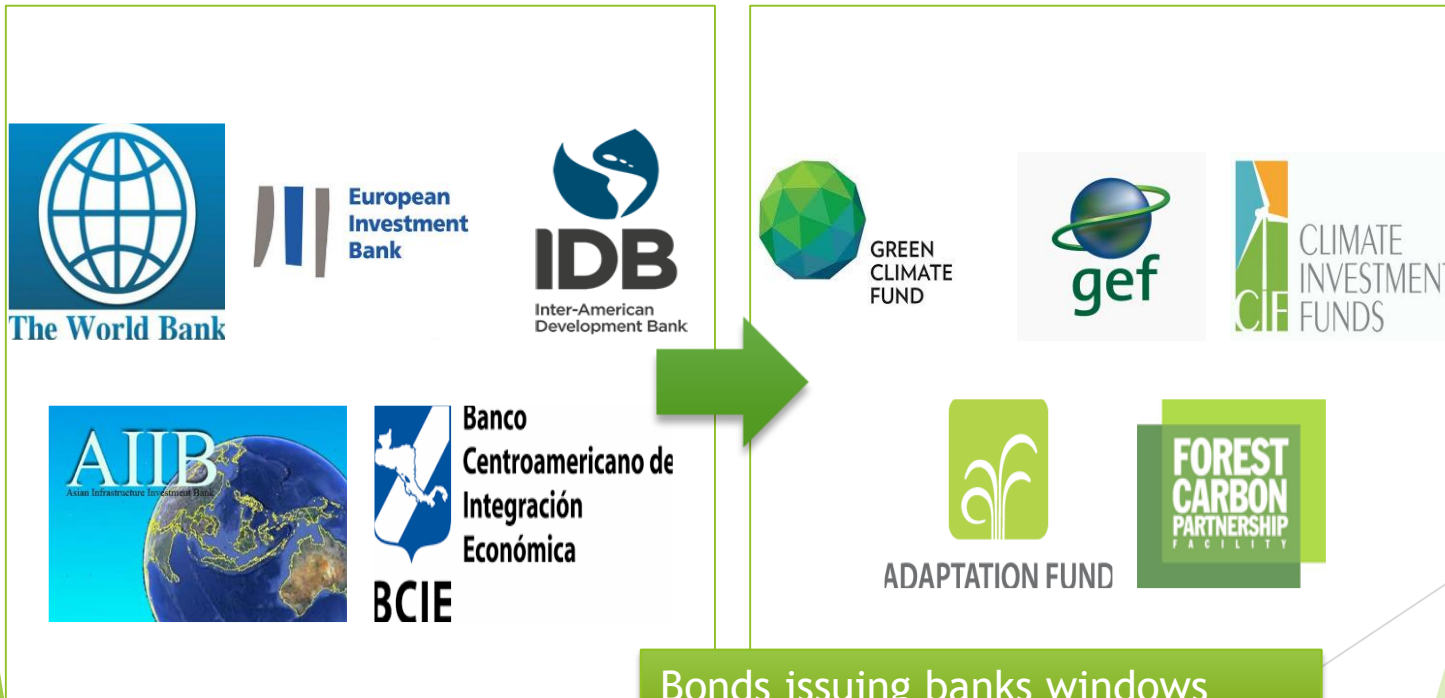 The World Bank
European
Investment
Bank
IDB
Inter-American
Development Bank
AIIB
Asian Infrastructure Investment Bank
Banco
Centroamericano de
Integración
Económica
BCIE
GREEN
CLIMATE
FUND
gef
CIF
CLIMATE
INVESTMENT
FUNDS
ADAPTATION FUND
FOREST
CARBON
PARTNERSHIP
FACILITY
Bonds issuing banks windows